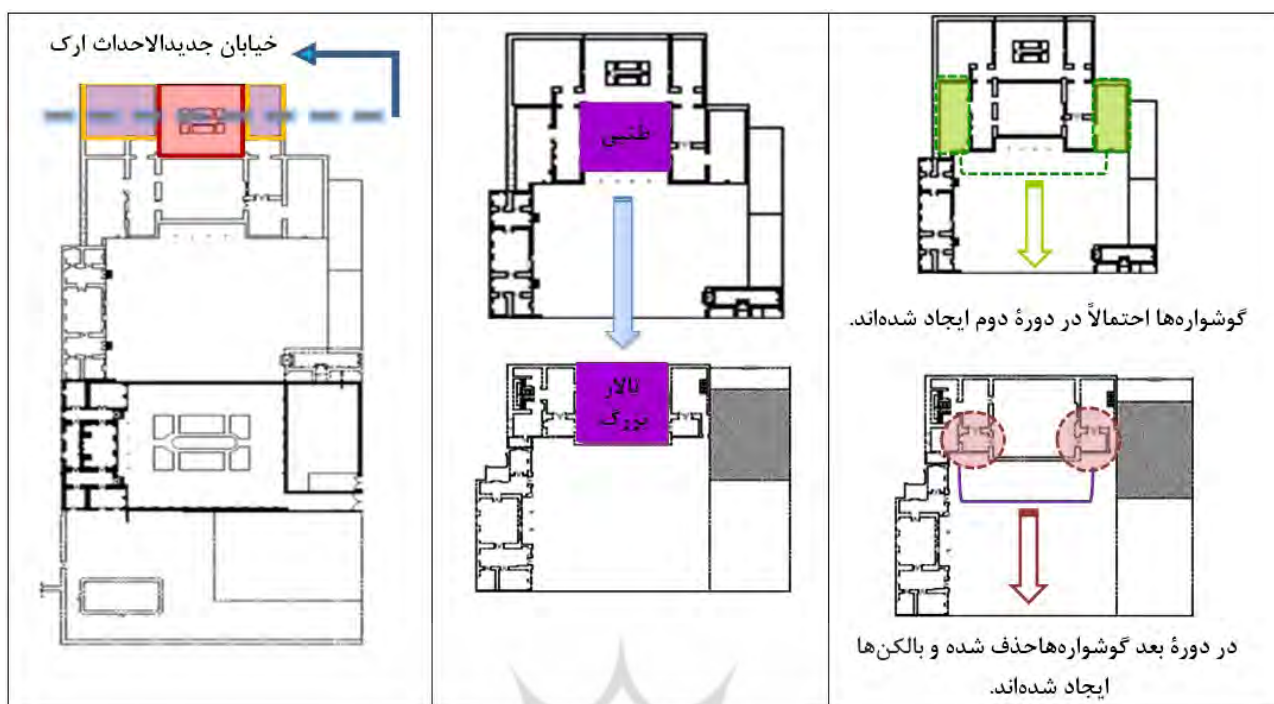 خیابان جدیدالاحداث ارک
طنبی
تالار
بزرگ
گوشواره‌ها احتمالاً در دورهٔ دوم ایجاد شده‌اند.
در دورهٔ بعد گوشواره‌هاحذف شده و بالکن‌ها
ایجاد شده‌اند.